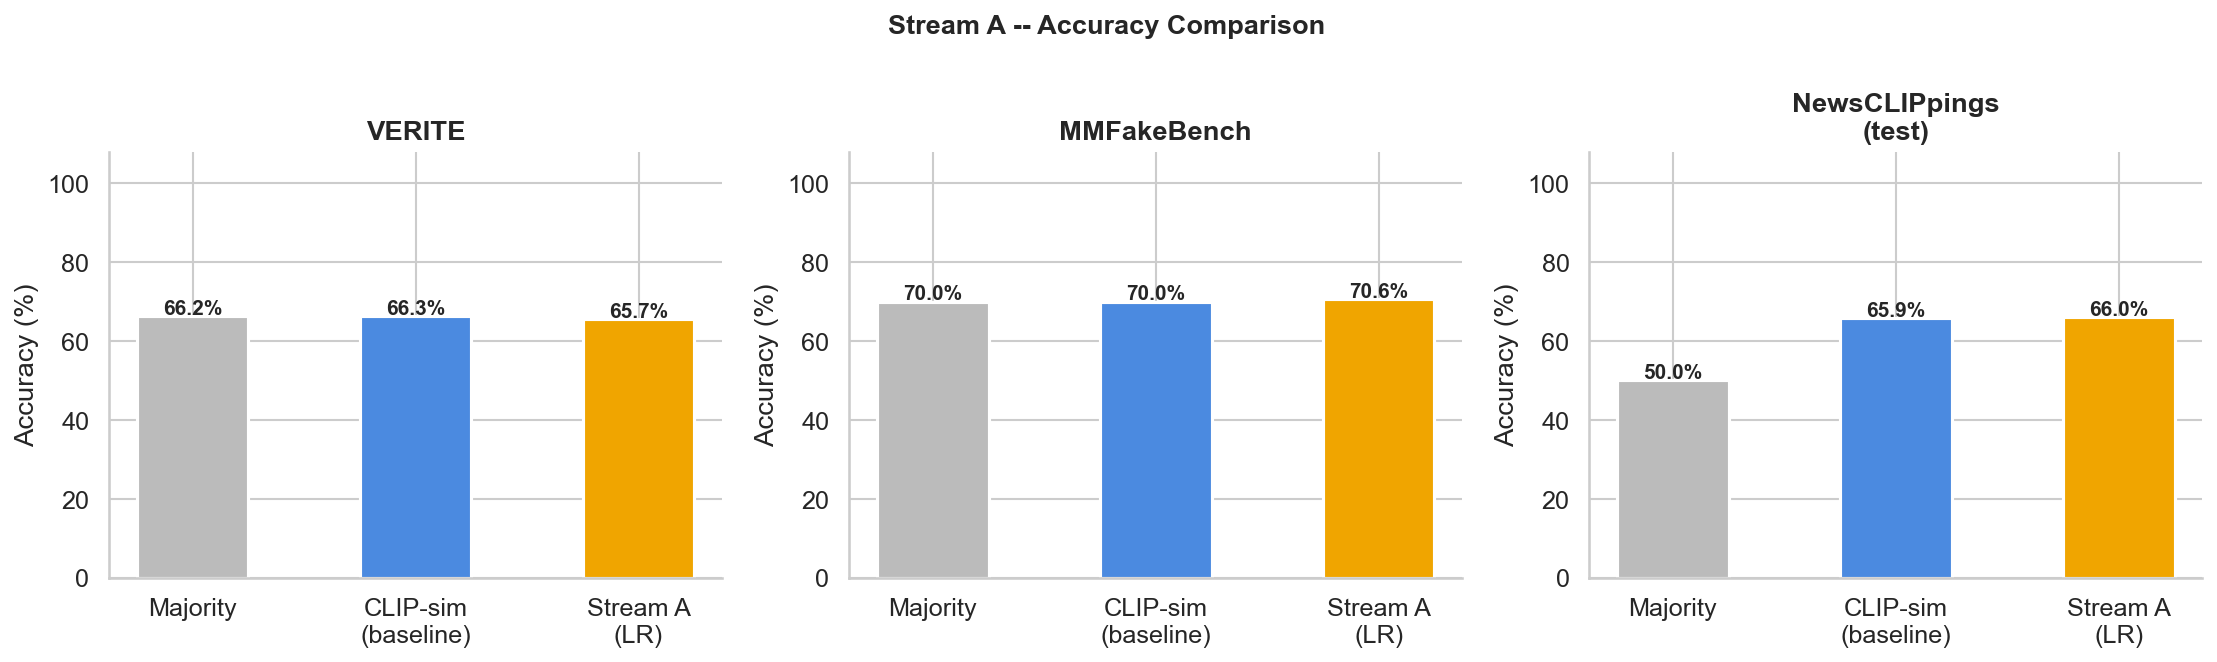 Stream A -- Accuracy Comparison
VERITE
Accuracy (%)
100
80
60
40
20
0
66.2%
66.3%
65.7%
Majority
CLIP-sim
(baseline)
Stream A
(LR)
MMFakeBench
Accuracy (%)
100
80
60
40
20
0
70.0%
70.0%
70.6%
Majority
CLIP-sim
(baseline)
Stream A
(LR)
NewsCLIPpings
(test)
Accuracy (%)
100
80
60
40
20
0
50.0%
65.9%
66.0%
Majority
CLIP-sim
(baseline)
Stream A
(LR)